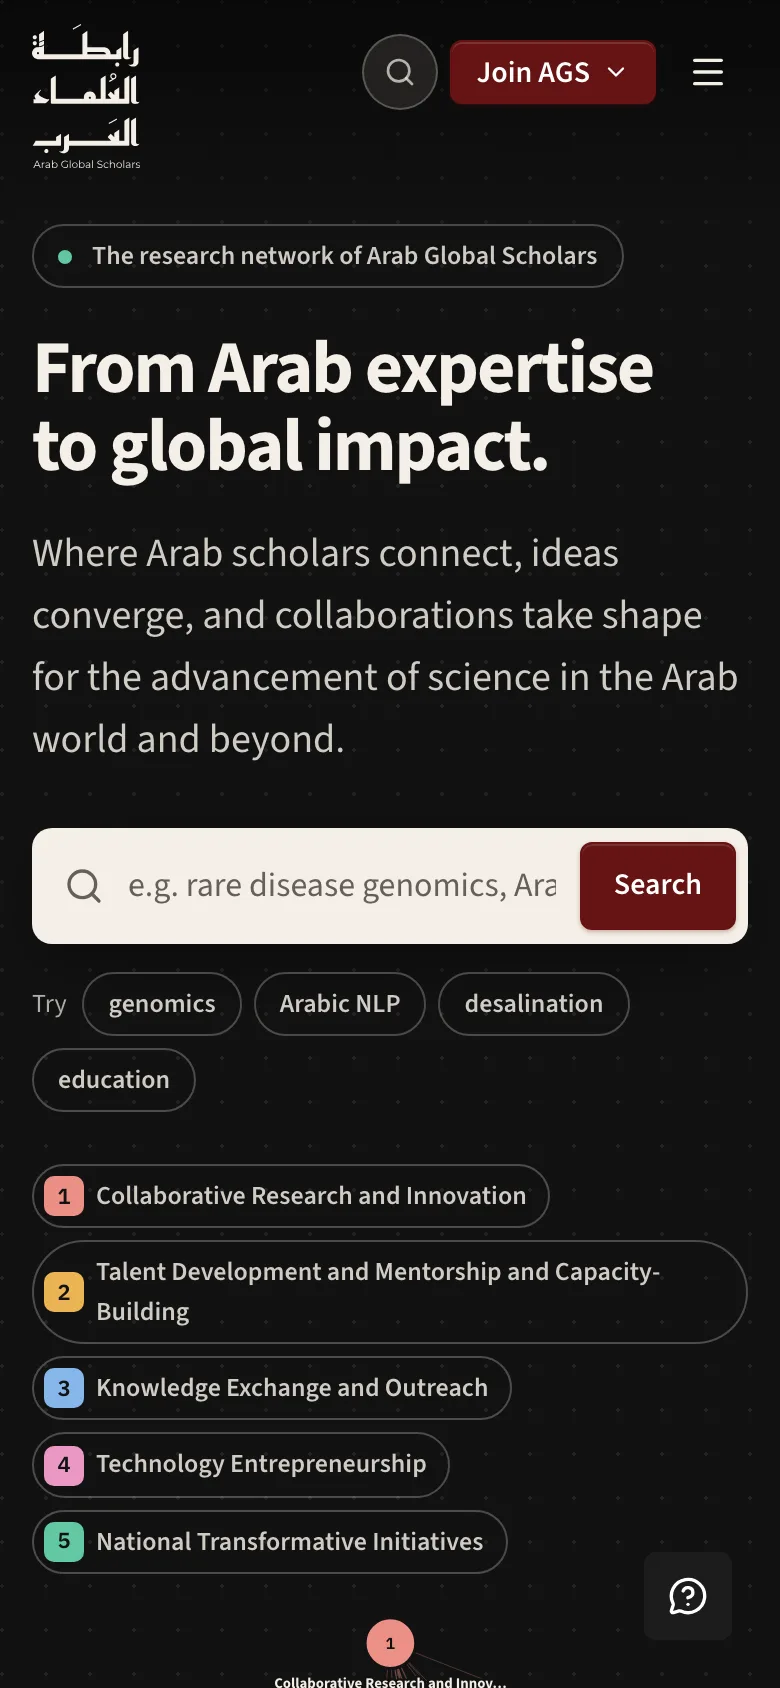 رابطة
العُلماء
العَرب
Arab Global Scholars
Join AGS
The research network of Arab Global Scholars
From Arab expertise
to global impact.
Where Arab scholars connect, ideas
converge, and collaborations take shape
for the advancement of science in the Arab
world and beyond.
e.g. rare disease genomics, Ara
Search
Try
genomics
Arabic NLP
desalination
education
1 Collaborative Research and Innovation
2 Talent Development and Mentorship and Capacity-
Building
3 Knowledge Exchange and Outreach
4 Technology Entrepreneurship
5 National Transformative Initiatives
1
Collaborative Research and Innov...